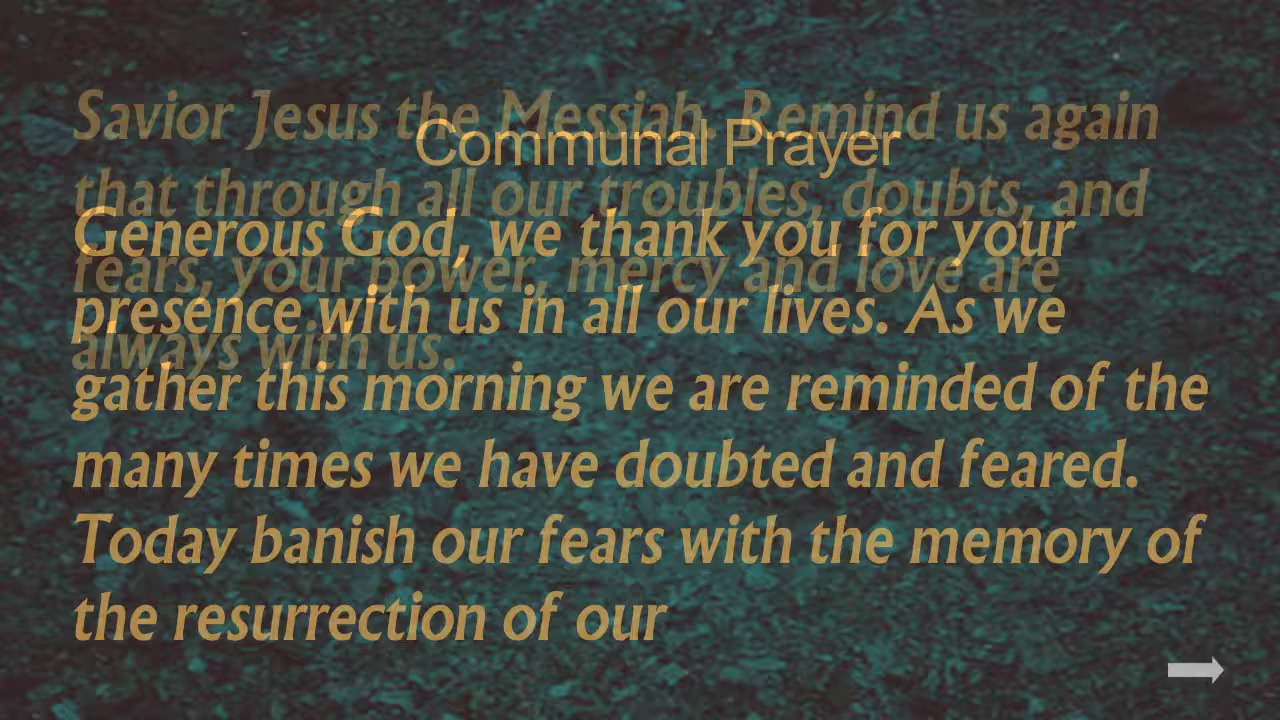 Communal Prayer
Generous God, we thank you for your
presence with us in all our lives. As we
gather this morning we are reminded of the
many times we have doubted and feared.
Today banish our fears with the memory of
the resurrection of our
Savior Jesus the Messiah. Remind us again
that through all our troubles, doubts, and
fears, your power, mercy and love are
always with us.